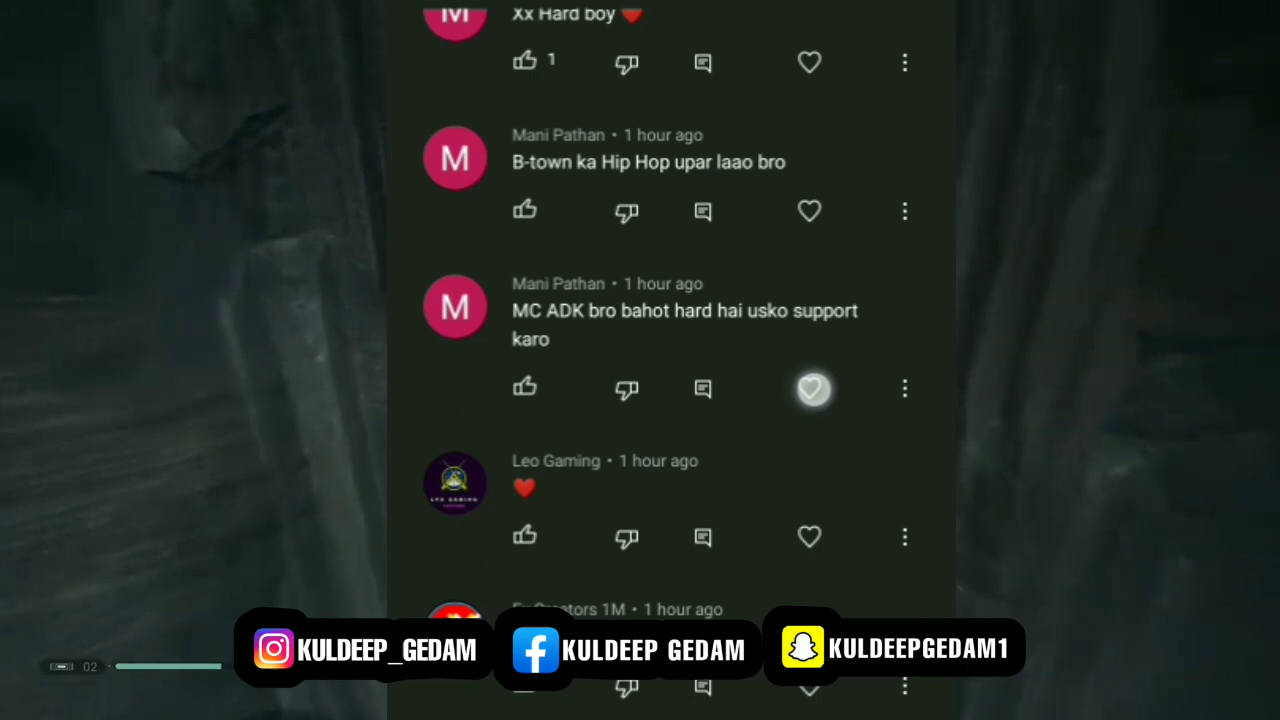 Xx Hard boy ❤️
1
M
Mani Pathan • 1 hour ago
B-town ka Hip Hop upar laao bro
M
Mani Pathan • 1 hour ago
MC ADK bro bahot hard hai usko support
karo
Leo Gaming • 1 hour ago
❤️
Creators 1M • 1 hour ago
KULDEEP_GEDAM
KULDEEP GEDAM
KULDEEPGEDAM1
02